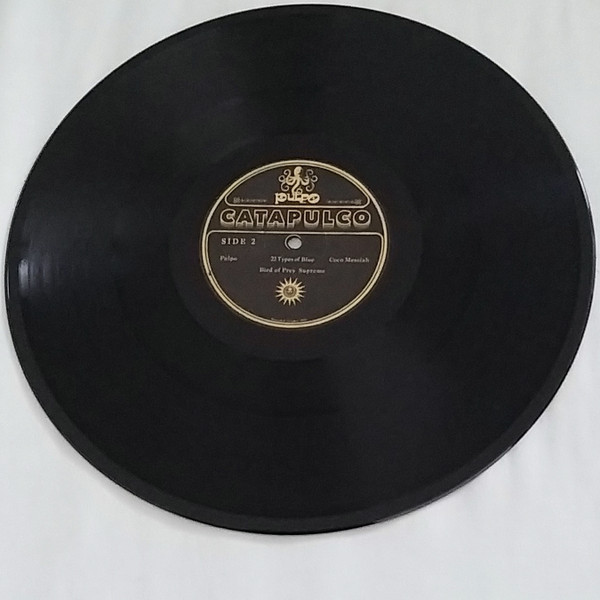 PULPO
CATAPULCO
SIDE 2
Pulpo 22 Types of Blue Coco Messiah
Bird of Prey Supreme